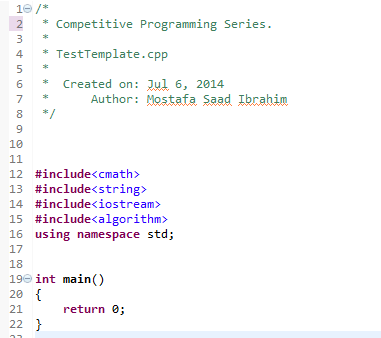 1 /*
2 * Competitive Programming Series.
3 *
4 * TestTemplate.cpp
5 *
6 *  Created on: Jul 6, 2014
7 *      Author: Mostafa Saad Ibrahim
8 */
9
10
11
12 #include<cmath>
13 #include<string>
14 #include<iostream>
15 #include<algorithm>
16 using namespace std;
17
18
19 int main()
20 {
21     return 0;
22 }
23